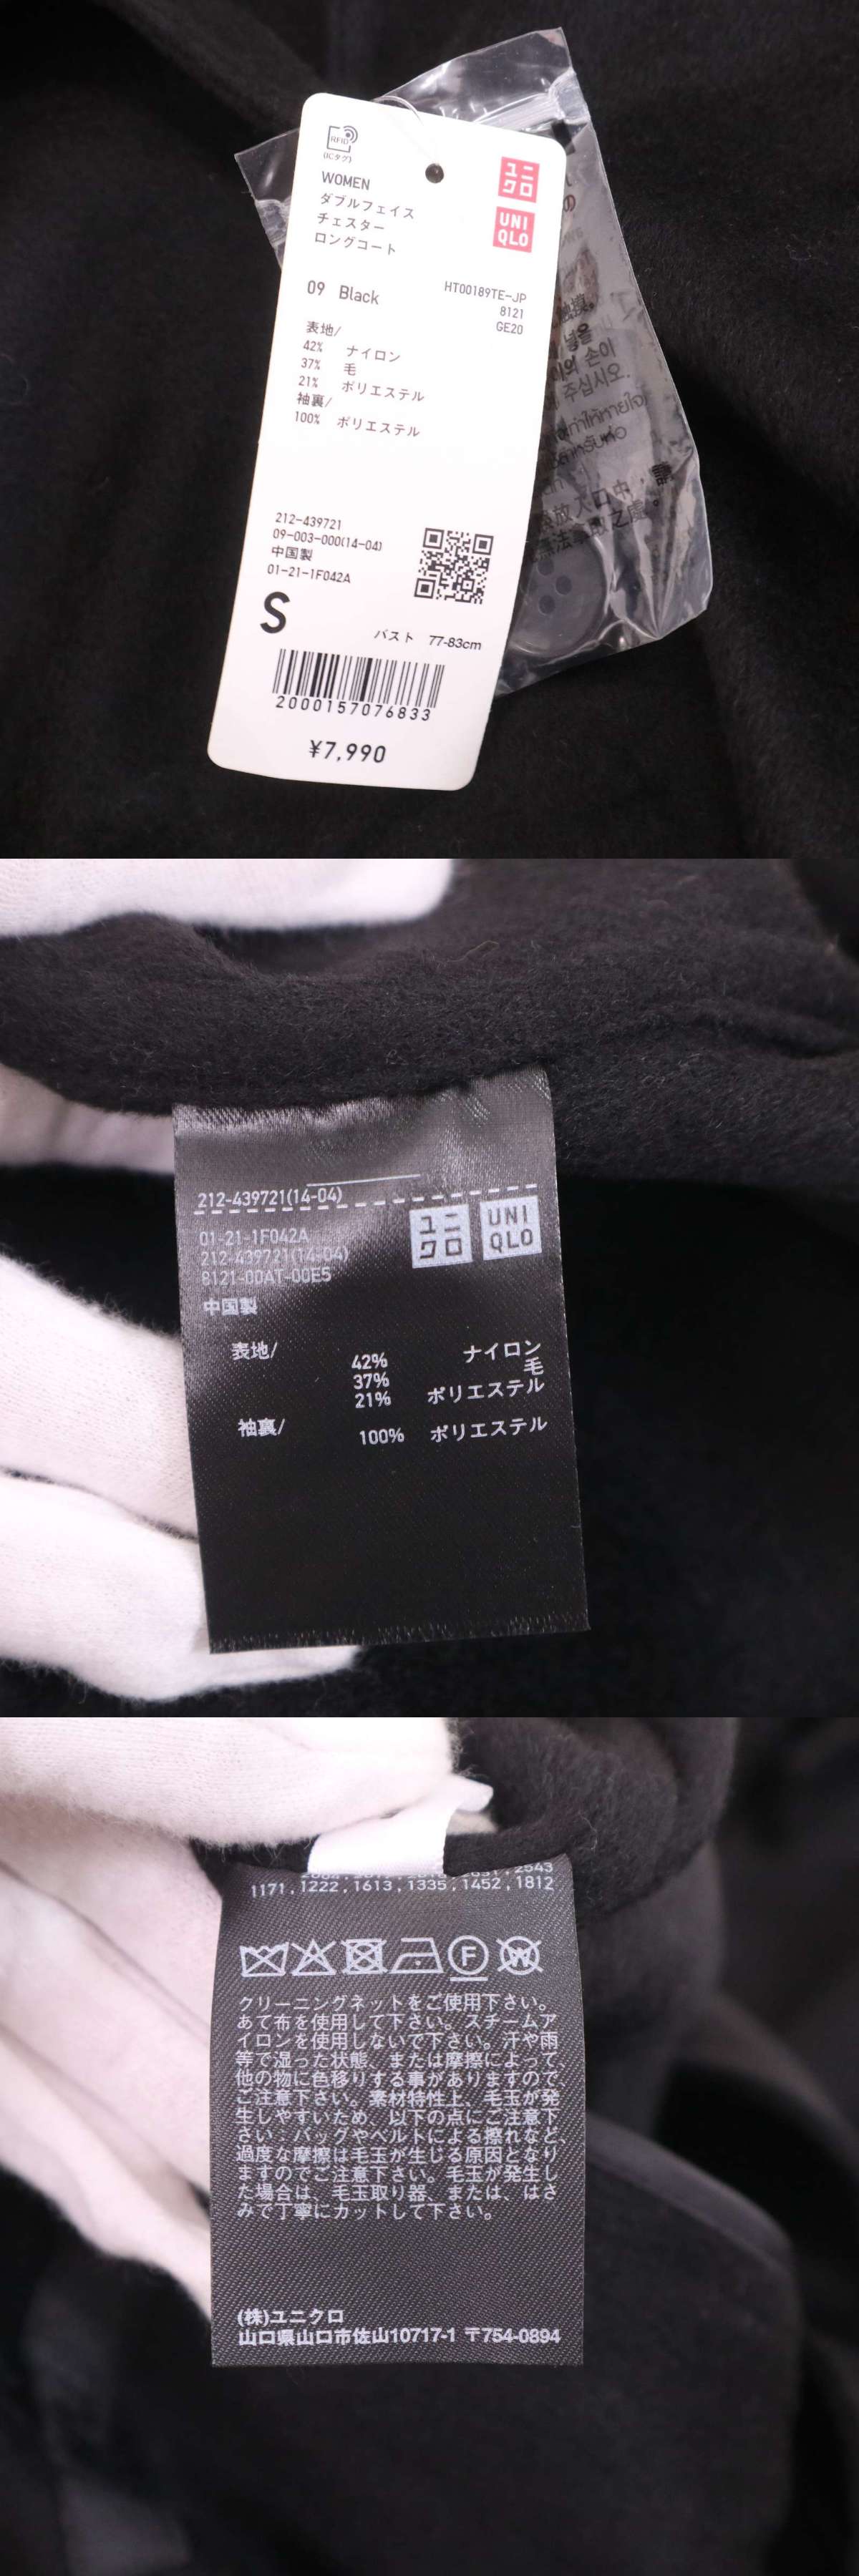 RFID
(ICタグ)
WOMEN
ダブルフェイス
チェスター
ロングコート
ユニ
クロ
UNI
QLO
09 Black
HT00189TE-JP
8121
GE20
表地/
42% ナイロン
37% 毛
21% ポリエステル
袖裏/
100% ポリエステル
212-439721
09-003-000(14-04)
中国製
01-21-1F042A
S
バスト 77-83cm
2000157076833
¥7,990
넣을
의 손이
주십시오.
212-439721(14-04)
01-21-1F042A
212-439721(14-04)
8121-00AT-00E5
中国製
ユニ
クロ
UNI
QLO
表地/
42% ナイロン
37% 毛
21% ポリエステル
袖裏/
100% ポリエステル
2543
1171,1222,1613,1335,1452,1812
F
W
クリーニングネットをご使用下さい。
あて布を使用して下さい。スチームア
イロンを使用しないで下さい。汗や雨
等で湿った状態、または摩擦によって、
他の物に色移りする事がありますので、
ご注意下さい。素材特性上、毛玉が発
生しやすいため、以下の点にご注意下
さい：バッグやベルトによる擦れなど、
過度な摩擦は毛玉が生じる原因となり
ますのでご注意下さい。毛玉が発生し
た場合は、毛玉取り器、または、はさ
みで丁寧にカットして下さい。
(株)ユニクロ
山口県山口市佐山10717-1 〒754-0894